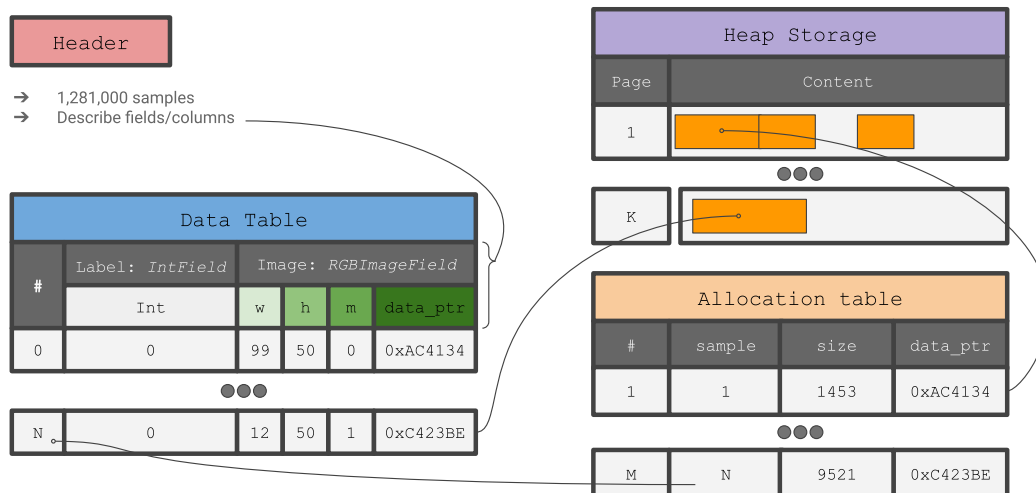 Header
→ 1,281,000 samples
→ Describe fields/columns
Data Table
# Label: IntField Image: RGBImageField
Int w h m data_ptr
0 0 99 50 0 0xAC4134
N 0 12 50 1 0xC423BE
Heap Storage
Page Content
1
K
Allocation table
# sample size data_ptr
1 1 1453 0xAC4134
M N 9521 0xC423BE